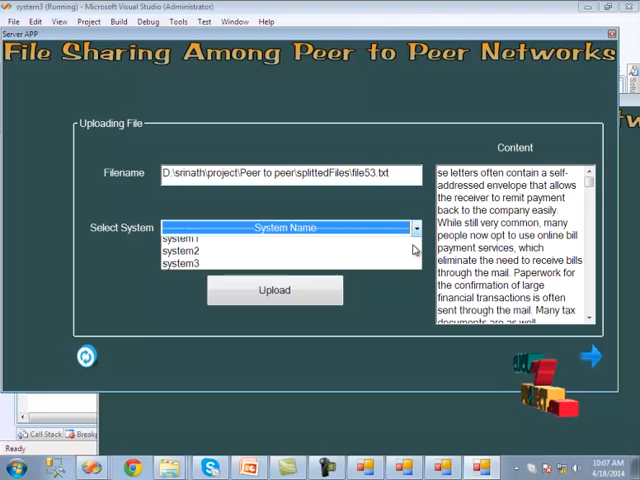 system3 (Running) - Microsoft Visual Studio (Administrator)
File Edit View Project Build Debug Tools Test Window Help
Server APP
File Sharing Among Peer to Peer Networks
Uploading File
Content
Filename
D:\srinath\project\Peer to peer\splittedFiles\file53.txt
se letters often contain a self-
addressed envelope that allows
the receiver to remit payment
back to the company easily.
While still very common, many
people now opt to use online bill
payment services, which
eliminate the need to receive bills
through the mail. Paperwork for
the confirmation of large
financial transactions is often
sent through the mail. Many tax
documents are as well
Select System
System Name
system1
system2
system3
Upload
Call Stack
Break
Ready
10:07 AM
4/18/2014